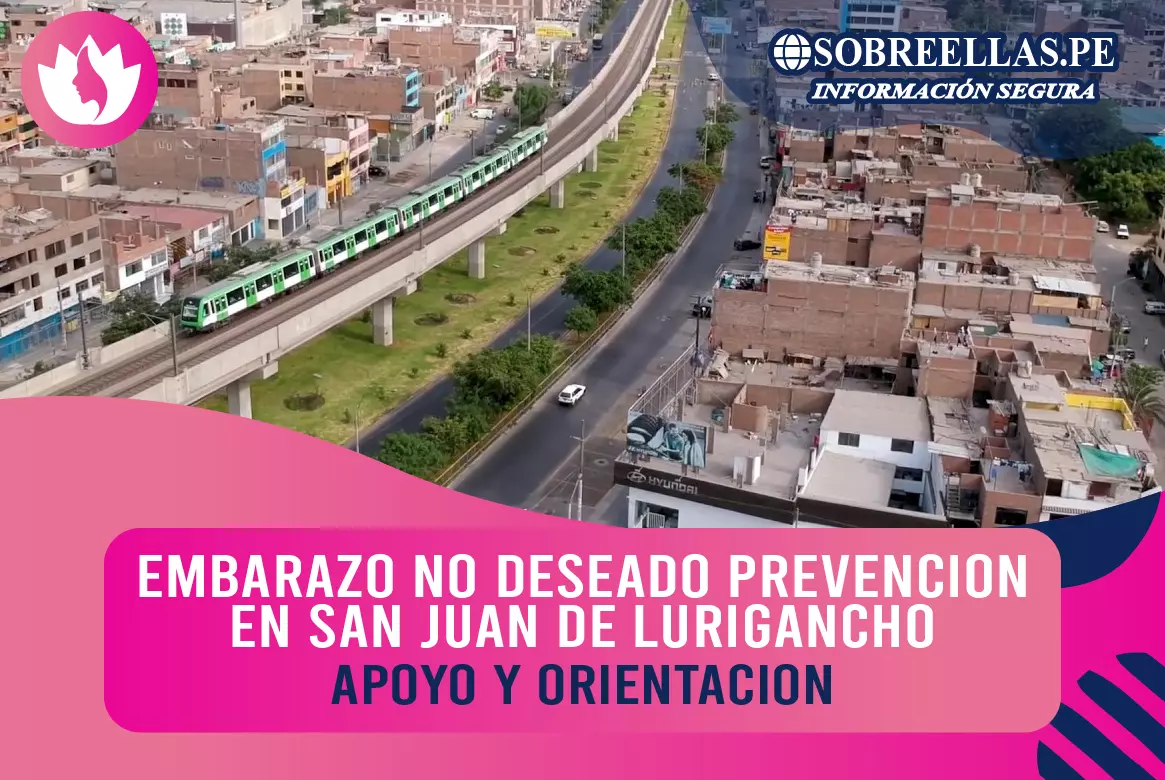 SOBREELLAS.PE
INFORMACIÓN SEGURA
HYUNDAI
EMBARAZO NO DESEADO PREVENCION
EN SAN JUAN DE LURIGANCHO
APOYO Y ORIENTACION